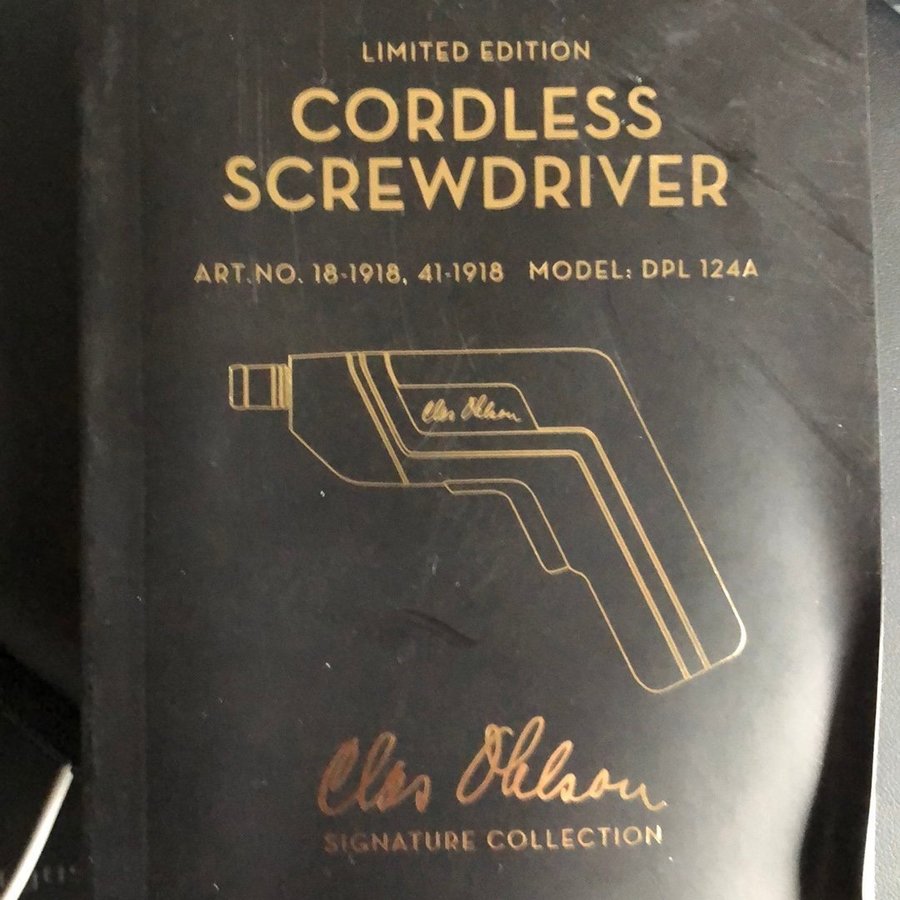 LIMITED EDITION
CORDLESS
SCREWDRIVER
ART.NO. 18-1918, 41-1918 MODEL: DPL 124A
Clas Ohlson
Clas Ohlson
SIGNATURE COLLECTION